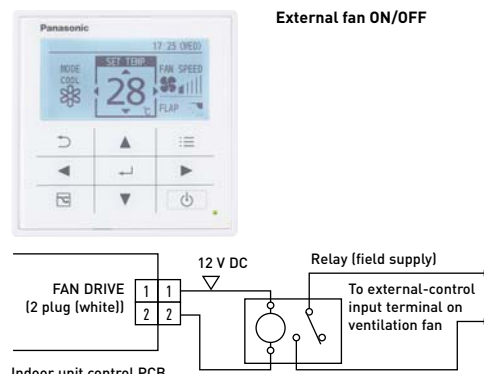 External fan ON/OFF
Panasonic
17:25 (WED)
MODE
COOL
SET TEMP.
28
°C
FAN SPEED
FLAP
12 V DC
Relay (field supply)
FAN DRIVE
(2 plug (white))
1 1
2 2
To external-control
input terminal on
ventilation fan
Indoor unit control PCB